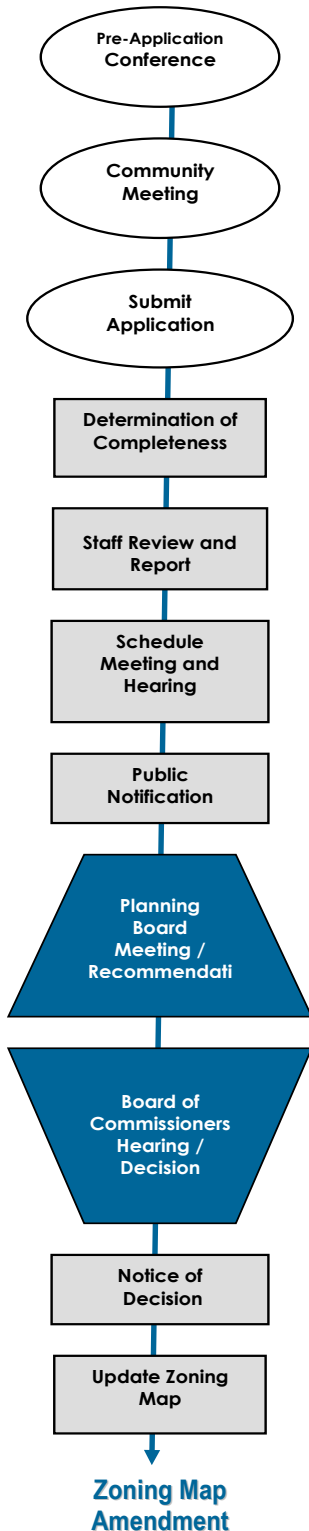 Pre-Application
Conference
Community
Meeting
Submit
Application
Determination of
Completeness
Staff Review and
Report
Schedule
Meeting and
Hearing
Public
Notification
Planning
Board
Meeting /
Recommendati
Board of
Commissioners
Hearing /
Decision
Notice of
Decision
Update Zoning
Map
Zoning Map
Amendment